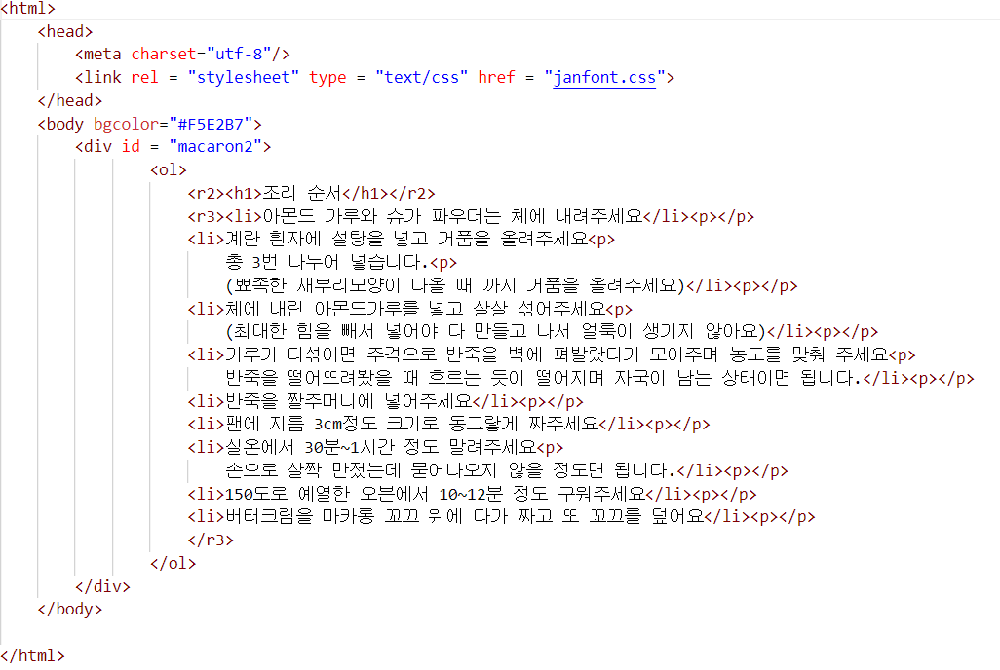 <html>
<head>
<meta charset="utf-8"/>
<link rel = "stylesheet" type = "text/css" href = "janfont.css">
</head>
<body bgcolor="#F5E2B7">
<div id = "macaron2">
<ol>
<r2><h1>조리 순서</h1></r2>
<r3><li>아몬드 가루와 슈가 파우더는 체에 내려주세요</li><p></p>
<li>계란 흰자에 설탕을 넣고 거품을 올려주세요<p>
총 3번 나누어 넣습니다.<p>
(뾰족한 새부리모양이 나올 때 까지 거품을 올려주세요)</li><p></p>
<li>체에 내린 아몬드가루를 넣고 살살 섞어주세요<p>
(최대한 힘을 빼서 넣어야 다 만들고 나서 얼룩이 생기지 않아요)</li><p></p>
<li>가루가 다섞이면 주걱으로 반죽을 벽에 펴발랐다가 모아주며 농도를 맞춰 주세요<p>
반죽을 떨어뜨려봤을 때 흐르는 듯이 떨어지며 자국이 남는 상태이면 됩니다.</li><p></p>
<li>반죽을 짤주머니에 넣어주세요</li><p></p>
<li>팬에 지름 3cm정도 크기로 동그랗게 짜주세요</li><p></p>
<li>실온에서 30분~1시간 정도 말려주세요<p>
손으로 살짝 만졌는데 묻어나오지 않을 정도면 됩니다.</li><p></p>
<li>150도로 예열한 오븐에서 10~12분 정도 구워주세요</li><p></p>
<li>버터크림을 마카롱 꼬끄 위에 다가 짜고 또 꼬끄를 덮어요</li><p></p>
</r3>
</ol>
</div>
</body>
</html>